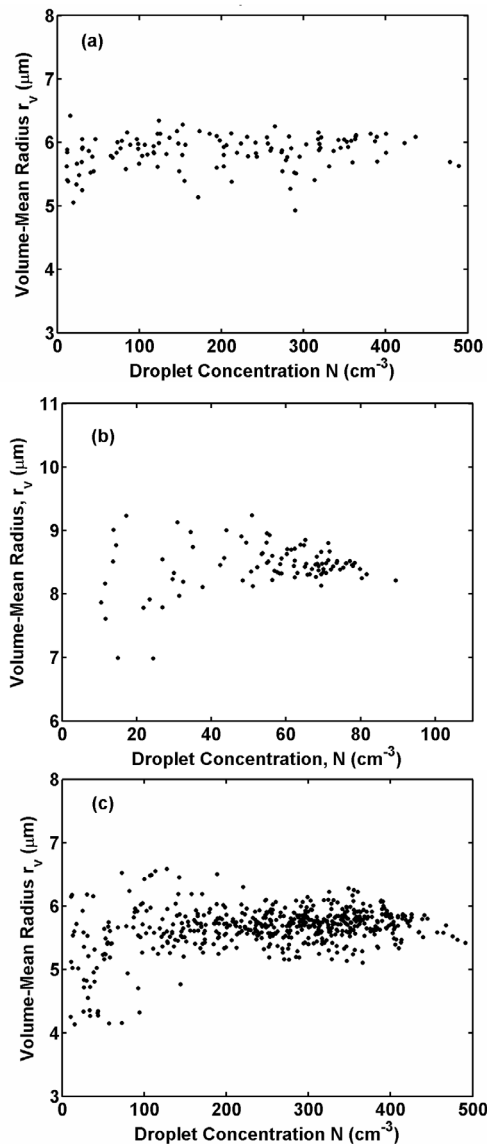 (a)
Volume-Mean Radius rᵥ (μm)
8
7
6
5
4
3
0 100 200 300 400 500
Droplet Concentration N (cm⁻³)
(b)
Volume-Mean Radius, rᵥ (μm)
11
10
9
8
7
6
0 20 40 60 80 100
Droplet Concentration, N (cm⁻³)
(c)
Volume-Mean Radius rᵥ (μm)
8
7
6
5
4
3
0 100 200 300 400 500
Droplet Concentration N (cm⁻³)